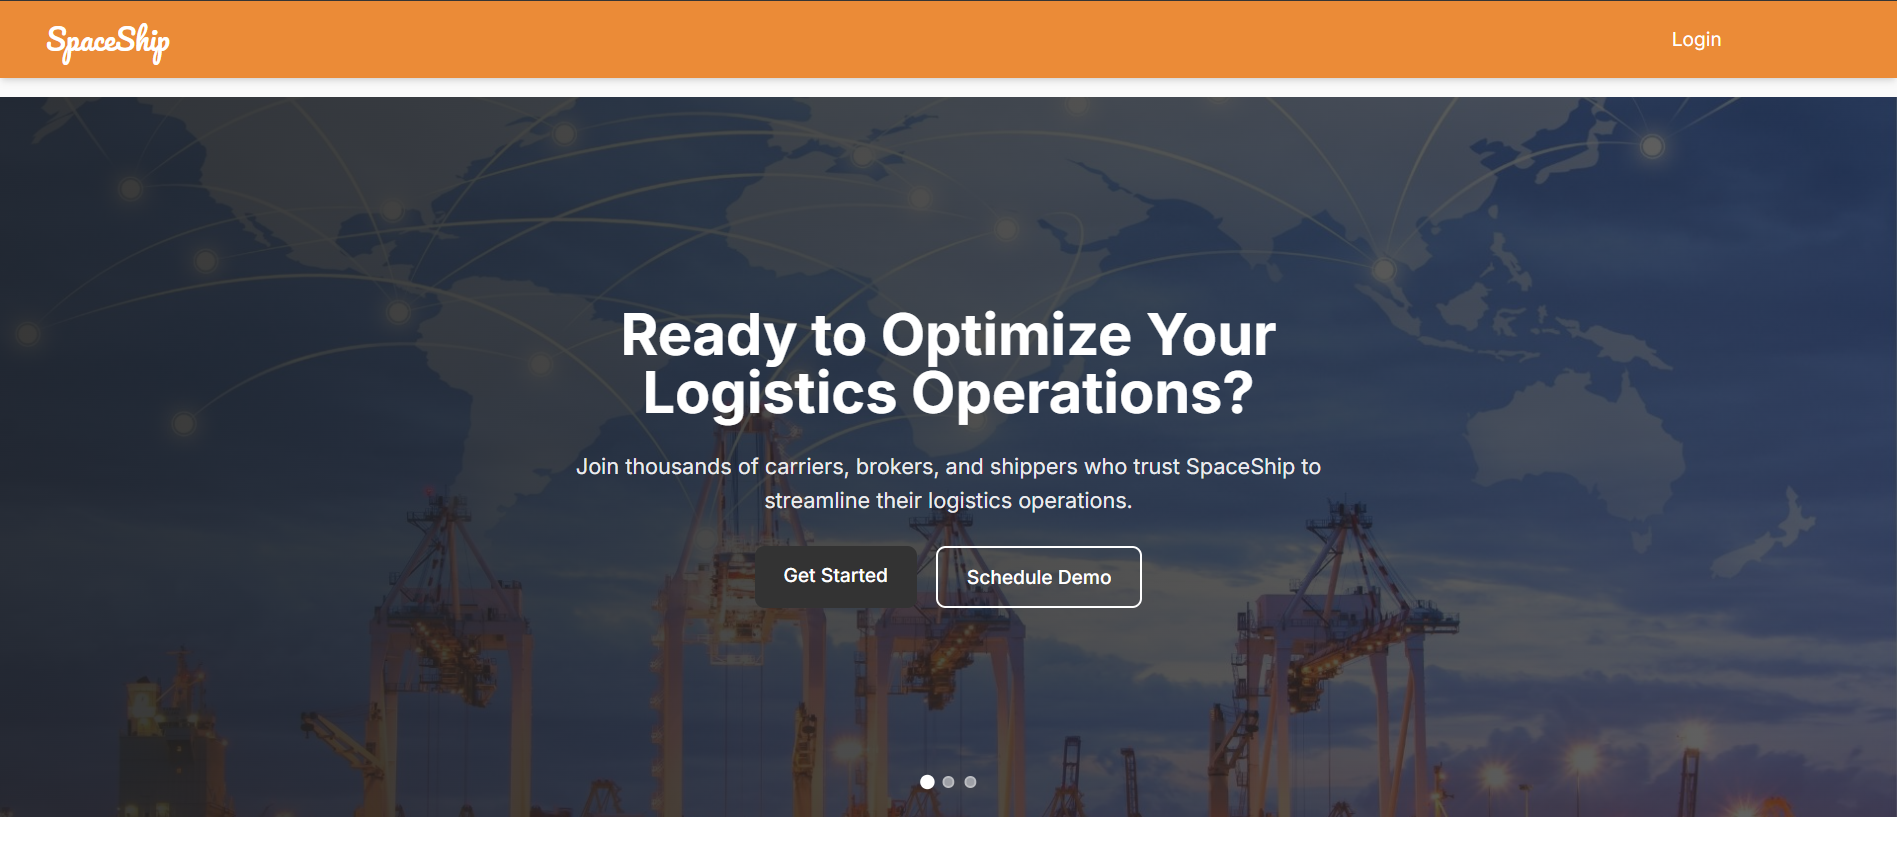 SpaceShip
Login
Ready to Optimize Your
Logistics Operations?
Join thousands of carriers, brokers, and shippers who trust SpaceShip to
streamline their logistics operations.
Get Started
Schedule Demo